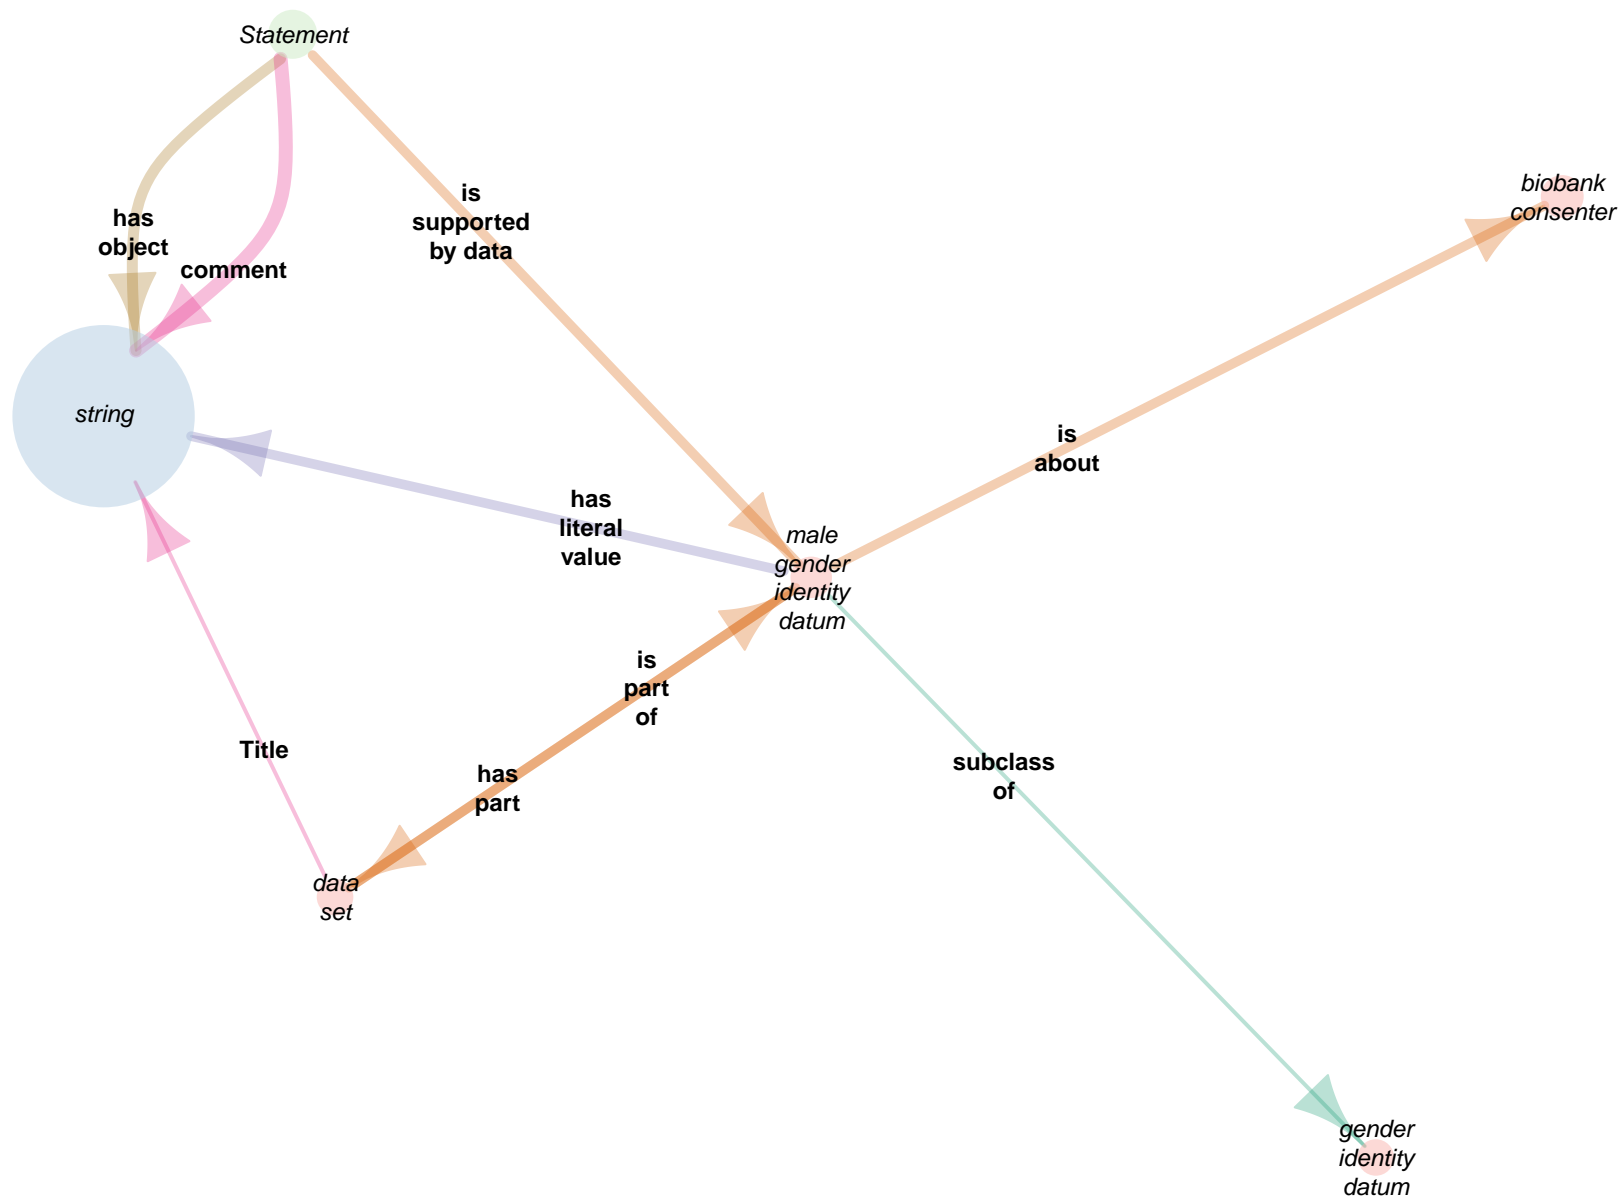 Statement
biobank
consenter
is
supported
by data
has
object
comment
string
is
about
has
literal
value
male
gender
identity
datum
is
part
of
Title
has
part
subclass
of
data
set
gender
identity
datum